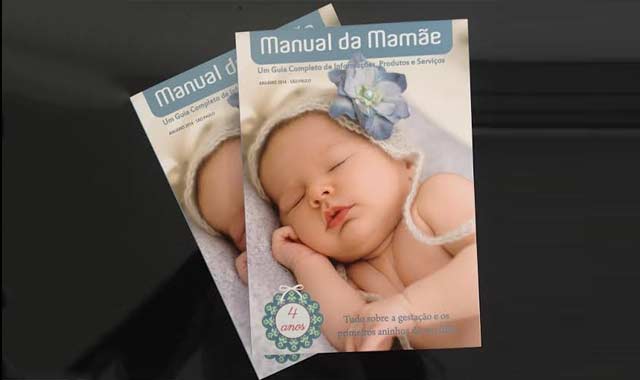 Manual da Mamãe
Um Guia Completo de Informações, Produtos e Serviços
4
anos
Tudo sobre a gestação e os
primeiros aninhos
Manual da
Um Guia Completo de